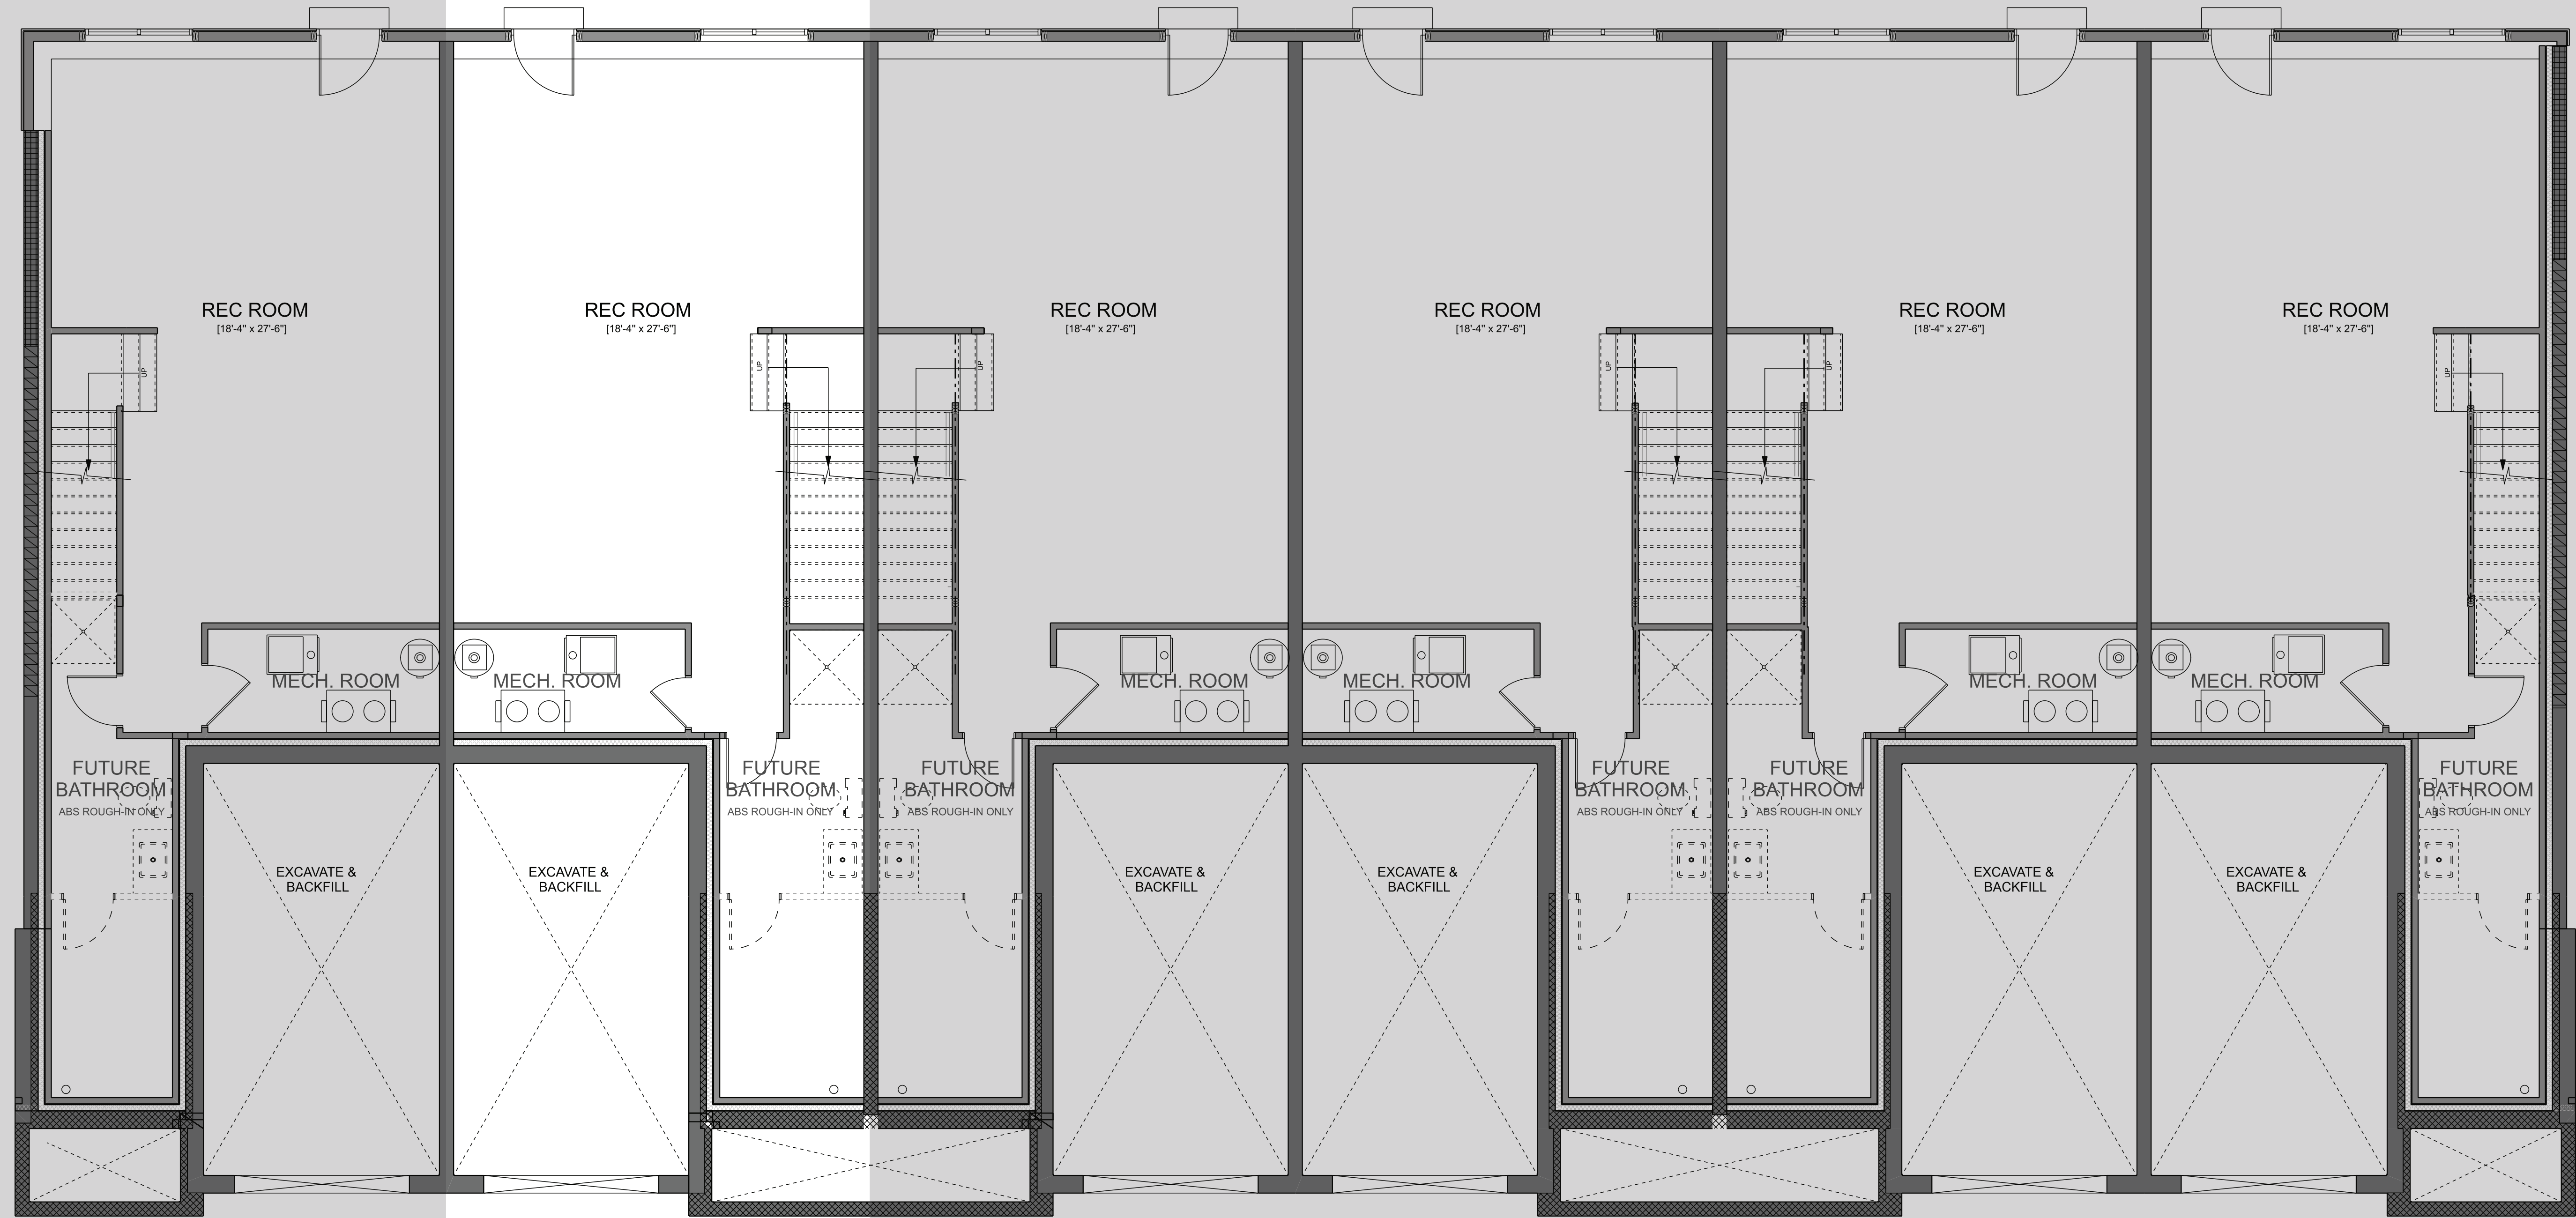 REC ROOM
[18'-4" x 27'-6"]
REC ROOM
[18'-4" x 27'-6"]
REC ROOM
[18'-4" x 27'-6"]
REC ROOM
[18'-4" x 27'-6"]
REC ROOM
[18'-4" x 27'-6"]
REC ROOM
[18'-4" x 27'-6"]
UP
UP
UP
UP
UP
UP
MECH. ROOM
MECH. ROOM
MECH. ROOM
MECH. ROOM
MECH. ROOM
MECH. ROOM
FUTURE
BATHROOM
ABS ROUGH-IN ONLY
FUTURE
BATHROOM
ABS ROUGH-IN ONLY
FUTURE
BATHROOM
ABS ROUGH-IN ONLY
FUTURE
BATHROOM
ABS ROUGH-IN ONLY
FUTURE
BATHROOM
ABS ROUGH-IN ONLY
FUTURE
BATHROOM
ABS ROUGH-IN ONLY
EXCAVATE &
BACKFILL
EXCAVATE &
BACKFILL
EXCAVATE &
BACKFILL
EXCAVATE &
BACKFILL
EXCAVATE &
BACKFILL
EXCAVATE &
BACKFILL